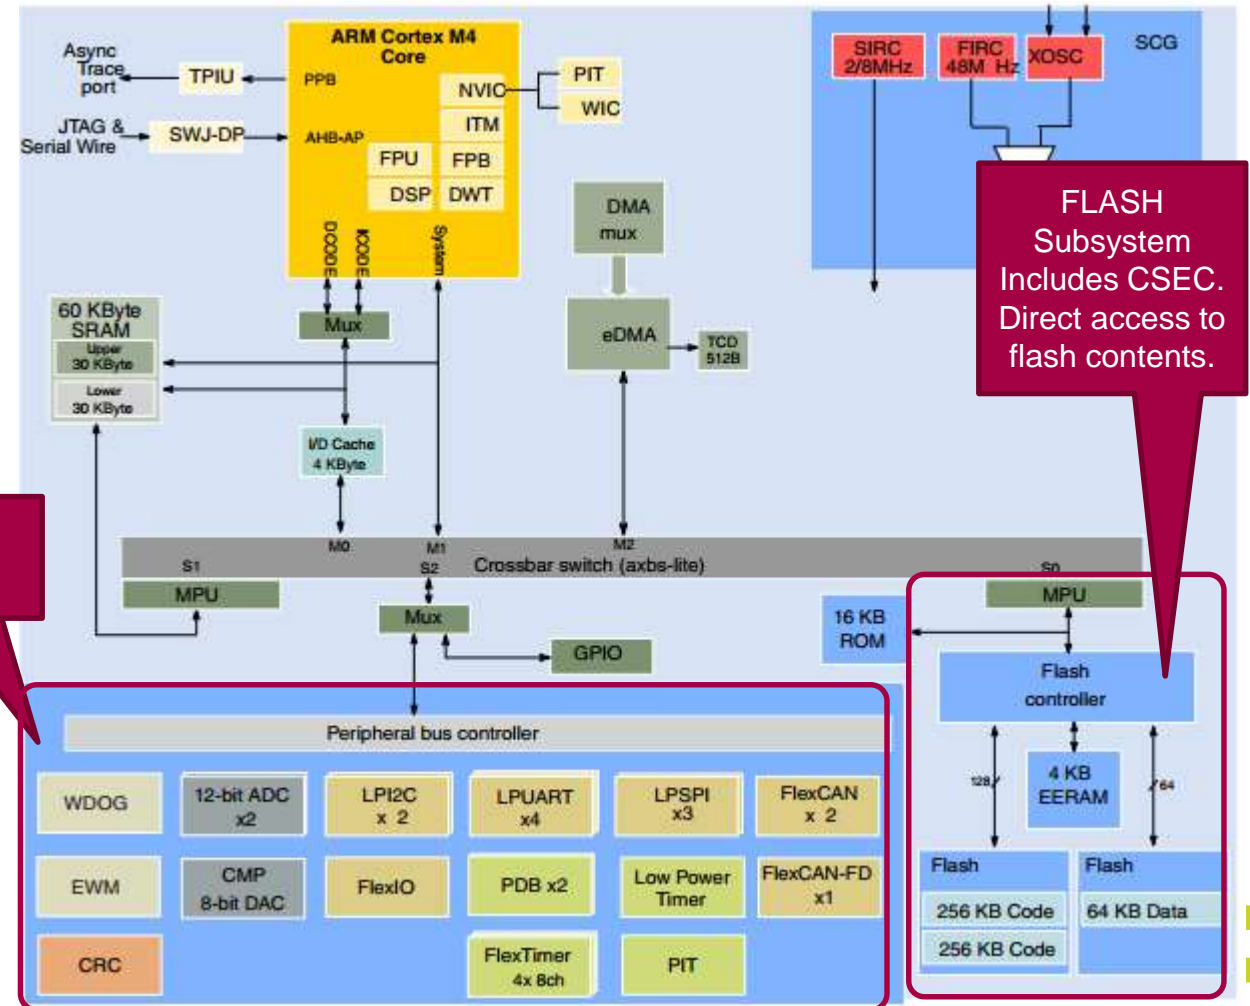 ARM Cortex M4
Core
Async
Trace
port
TPIU
PPB
NVIC
PIT
WIC
JTAG &
Serial Wire
SWJ-DP
AHB-AP
ITM
FPU
FPB
DSP
DWT
DCODE
ICODE
System
SIRC
2/8MHz
FIRC
48M Hz
XOSC
SCG
FLASH
Subsystem
Includes CSEC.
Direct access to
flash contents.
DMA
mux
eDMA
TCD
512B
60 KByte
SRAM
Upper
30 KByte
Lower
30 KByte
Mux
I/D Cache
4 KByte
M0
M1
M2
S1
S2
Crossbar switch (axbs-lite)
S0
MPU
MPU
Mux
GPIO
16 KB
ROM
Flash
controller
128
4 KB
EERAM
64
Flash
256 KB Code
256 KB Code
Flash
64 KB Data
Peripheral bus controller
WDOG
12-bit ADC
x2
LPI2C
x 2
LPUART
x4
LPSPI
x3
FlexCAN
x 2
EWM
CMP
8-bit DAC
FlexIO
PDB x2
Low Power
Timer
FlexCAN-FD
x1
CRC
FlexTimer
4x 8ch
PIT